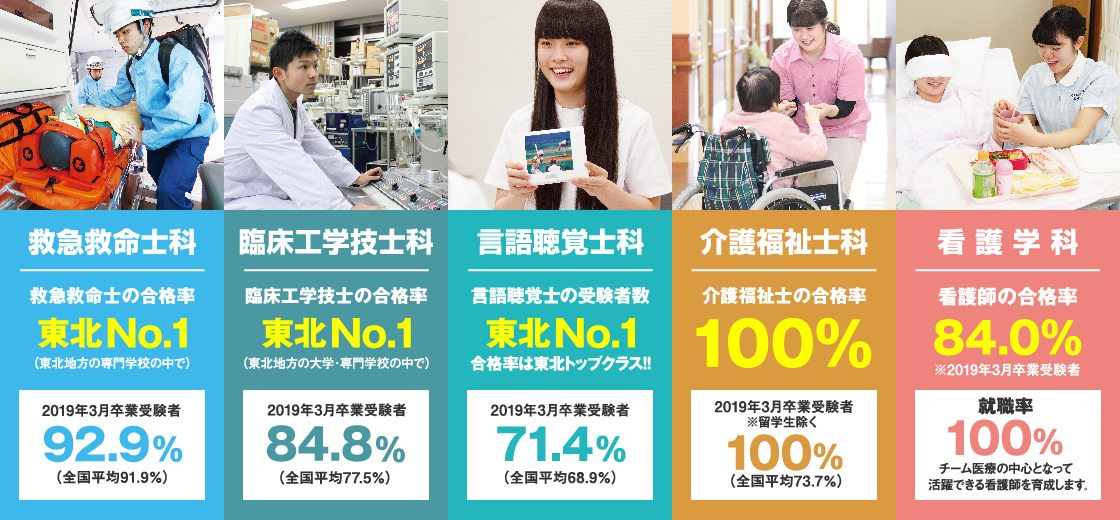 救急救命士科
救急救命士の合格率
東北No.1
（東北地方の専門学校の中で）
2019年3月卒業受験者
92.9%
（全国平均91.9%）
臨床工学技士科
臨床工学技士の合格率
東北No.1
（東北地方の大学・専門学校の中で）
2019年3月卒業受験者
84.8%
（全国平均77.5%）
言語聴覚士科
言語聴覚士の受験者数
東北No.1
合格率は東北トップクラス!!
2019年3月卒業受験者
71.4%
（全国平均68.9%）
介護福祉士科
介護福祉士の合格率
100%
2019年3月卒業受験者
※留学生除く
100%
（全国平均73.7%）
看護学科
看護師の合格率
84.0%
※2019年3月卒業受験者
就職率
100%
チーム医療の中心となって
活躍できる看護師を育成します。